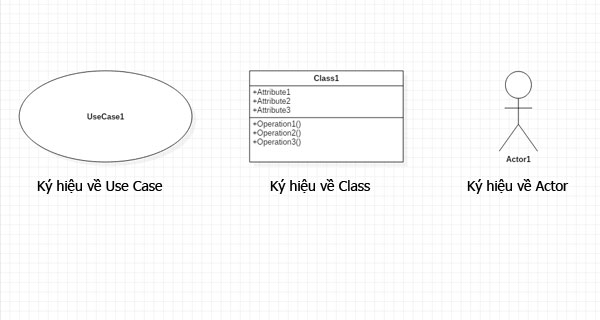 UseCase1
Class1
+Attribute1
+Attribute2
+Attribute3
+Operation1()
+Operation2()
+Operation3()
Actor1
Ký hiệu về Use Case
Ký hiệu về Class
Ký hiệu về Actor